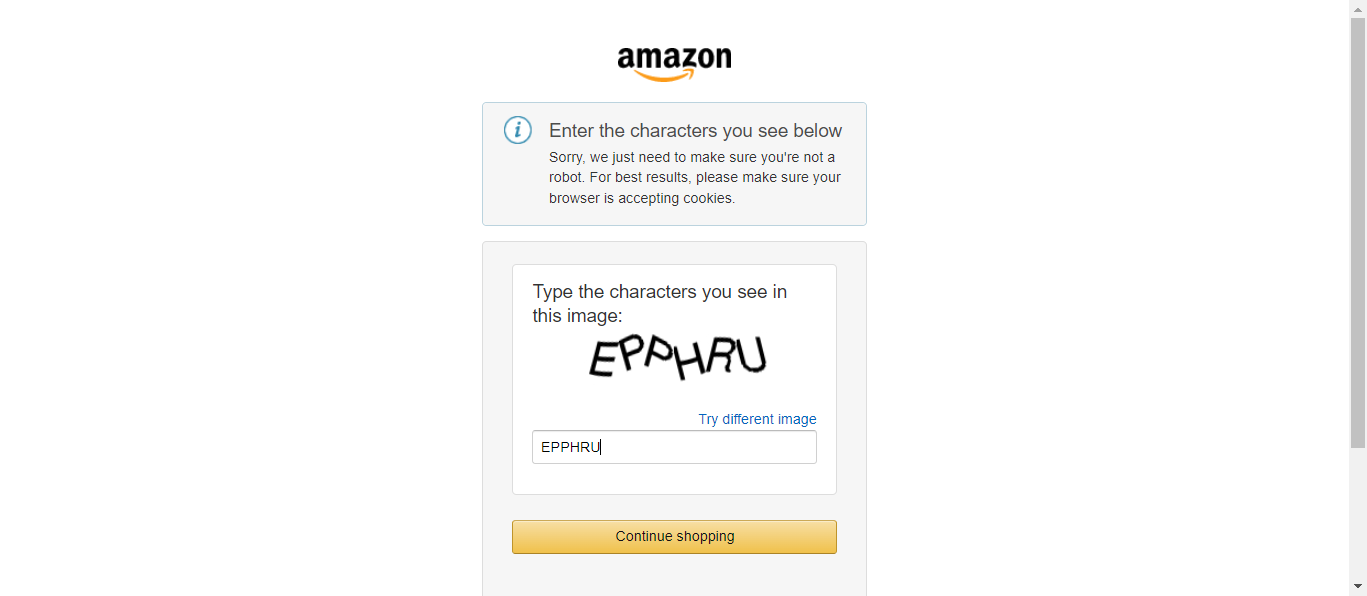 amazon
Enter the characters you see below
Sorry, we just need to make sure you're not a
robot. For best results, please make sure your
browser is accepting cookies.
Type the characters you see in
this image:
EPPHRU
Try different image
EPPHRU
Continue shopping